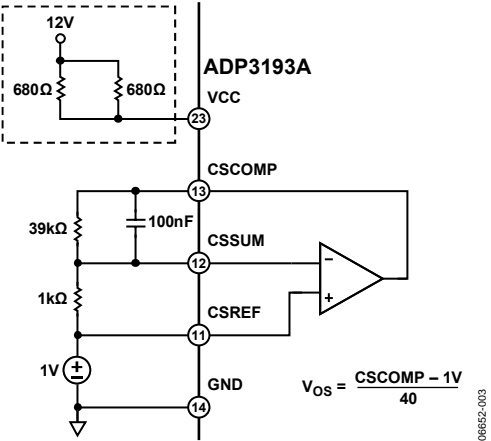 12V
680Ω
680Ω
ADP3193A
VCC
23
CSCOMP
13
39kΩ
100nF
CSSUM
12
1kΩ
CSREF
11
1V
GND
14
VOS = CSCOMP – 1V
40
06652-003